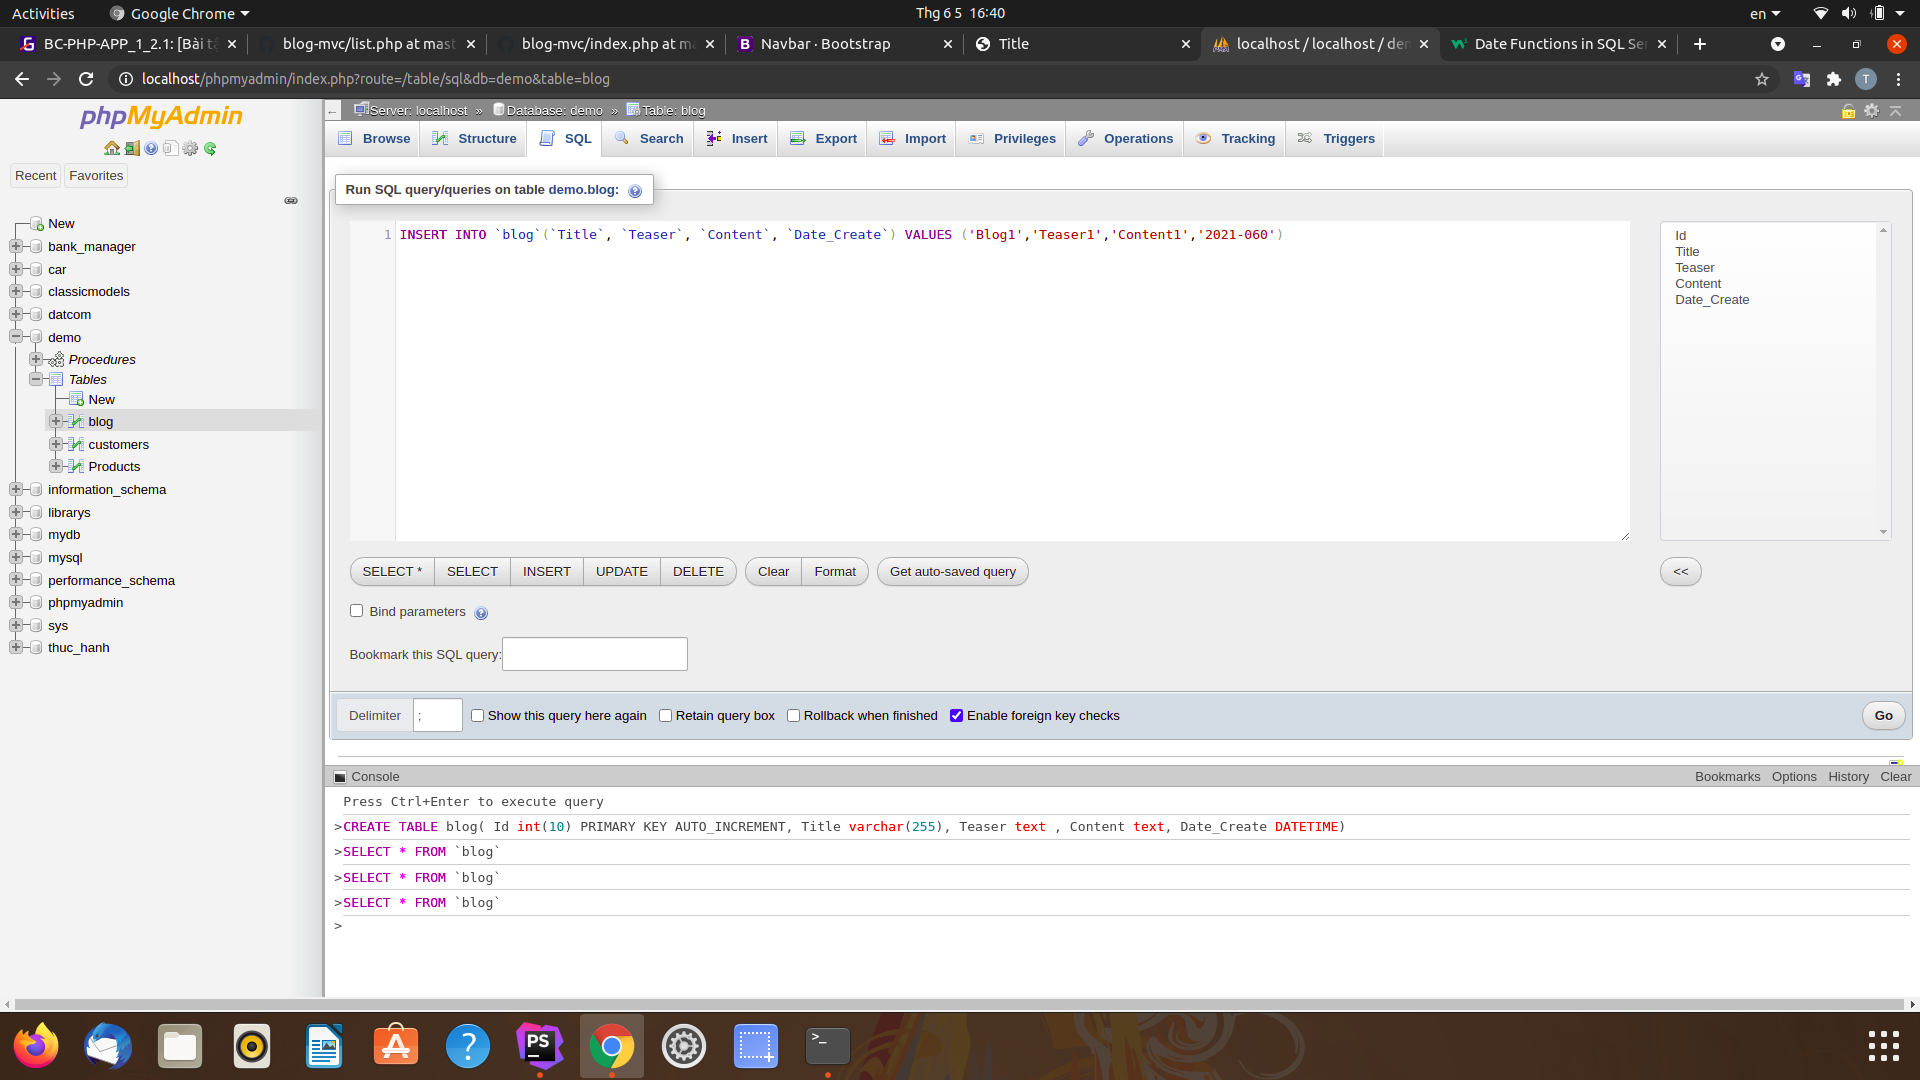 Activities
Google Chrome
Thg 6 5 16:40
en
BC-PHP-APP_1_2.1: [Bài tậ
blog-mvc/list.php at mast
blog-mvc/index.php at ma
Navbar · Bootstrap
Title
localhost / localhost / den
Date Functions in SQL Ser
localhost/phpmyadmin/index.php?route=/table/sql&db=demo&table=blog
T
phpMyAdmin
Recent
Favorites
New
bank_manager
car
classicmodels
datcom
demo
Procedures
Tables
New
blog
customers
Products
information_schema
librarys
mydb
mysql
performance_schema
phpmyadmin
sys
thuc_hanh
Server: localhost » Database: demo » Table: blog
Browse
Structure
SQL
Search
Insert
Export
Import
Privileges
Operations
Tracking
Triggers
Run SQL query/queries on table demo.blog:
1
INSERT INTO `blog`(`Title`, `Teaser`, `Content`, `Date_Create`) VALUES ('Blog1','Teaser1','Content1','2021-060')
Id
Title
Teaser
Content
Date_Create
SELECT *
SELECT
INSERT
UPDATE
DELETE
Clear
Format
Get auto-saved query
<<
Bind parameters
Bookmark this SQL query:
Delimiter
;
Show this query here again
Retain query box
Rollback when finished
Enable foreign key checks
Go
Console
Bookmarks
Options
History
Clear
Press Ctrl+Enter to execute query
>CREATE TABLE blog( Id int(10) PRIMARY KEY AUTO_INCREMENT, Title varchar(255), Teaser text , Content text, Date_Create DATETIME)
>SELECT * FROM `blog`
>SELECT * FROM `blog`
>SELECT * FROM `blog`
>
PS
>_